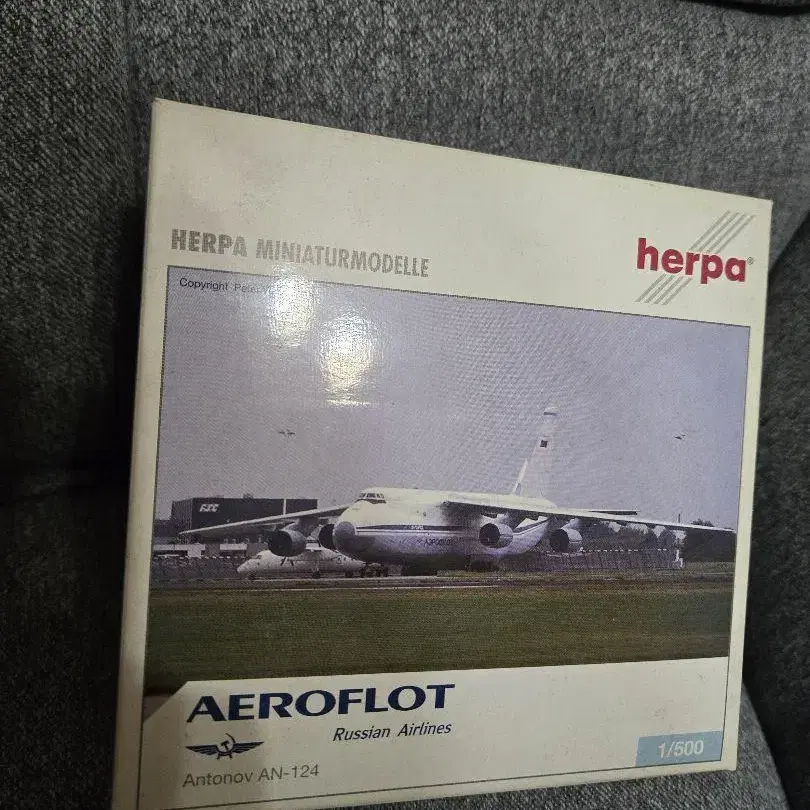 HERPA MINIATURMODELLE
herpa®
Copyright
AEROFLOT
Russian Airlines
Antonov AN-124
1/500